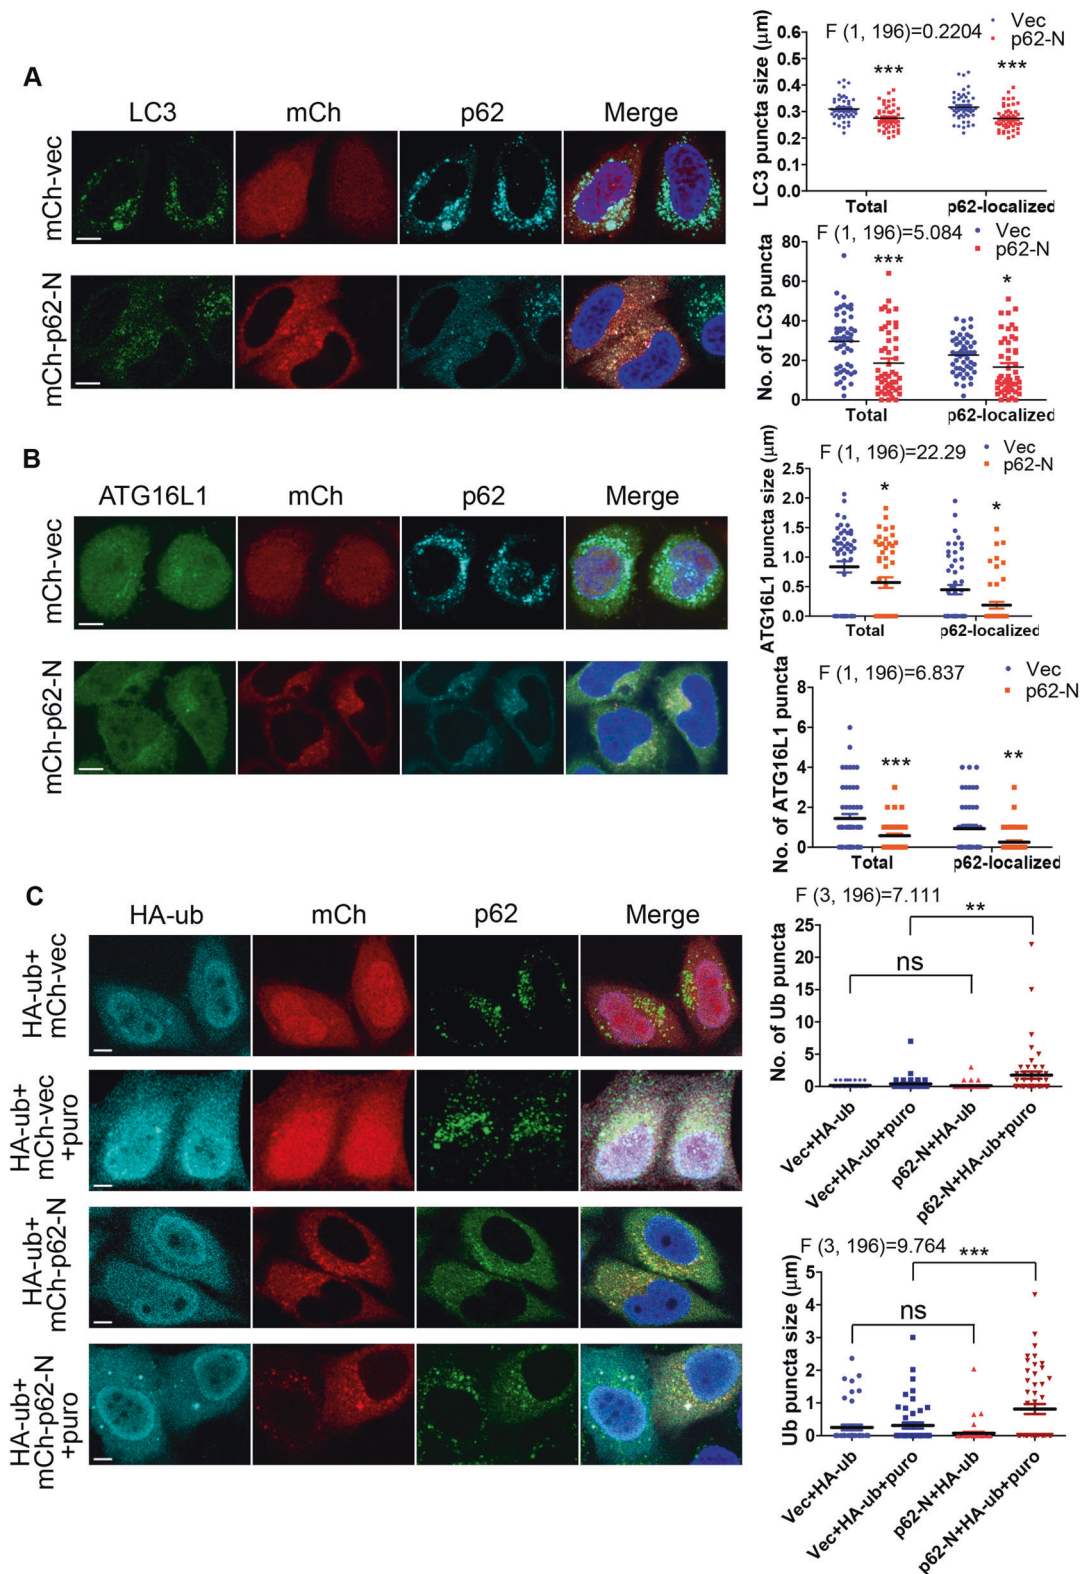 A
LC3 mCh p62 Merge
mCh-vec
mCh-p62-N
LC3 puncta size (μm)
F (1, 196)=0.2204
Vec
p62-N
0.6
0.5
0.4
0.3
0.2
0.1
0.0
*** ***
Total p62-localized
No. of LC3 puncta
F (1, 196)=5.084
Vec
p62-N
80
60
40
20
0
*** *
Total p62-localized
B
ATG16L1 mCh p62 Merge
mCh-vec
mCh-p62-N
ATG16L1 puncta size (μm)
F (1, 196)=22.29
Vec
p62-N
2.5
2.0
1.5
1.0
0.5
0.0
* *
Total p62-localized
No. of ATG16L1 puncta
F (1, 196)=6.837
Vec
p62-N
8
6
4
2
0
*** **
Total p62-localized
C
HA-ub mCh p62 Merge
HA-ub+
mCh-vec
HA-ub+
mCh-vec
+puro
HA-ub+
mCh-p62-N
HA-ub+
mCh-p62-N
+puro
No. of Ub puncta
F (3, 196)=7.111
25
20
15
10
5
0
**
ns
Vec+HA-ub
Vec+HA-ub+puro
p62-N+HA-ub
p62-N+HA-ub+puro
Ub puncta size (μm)
F (3, 196)=9.764
5
4
3
2
1
0
***
ns
Vec+HA-ub
Vec+HA-ub+puro
p62-N+HA-ub
p62-N+HA-ub+puro